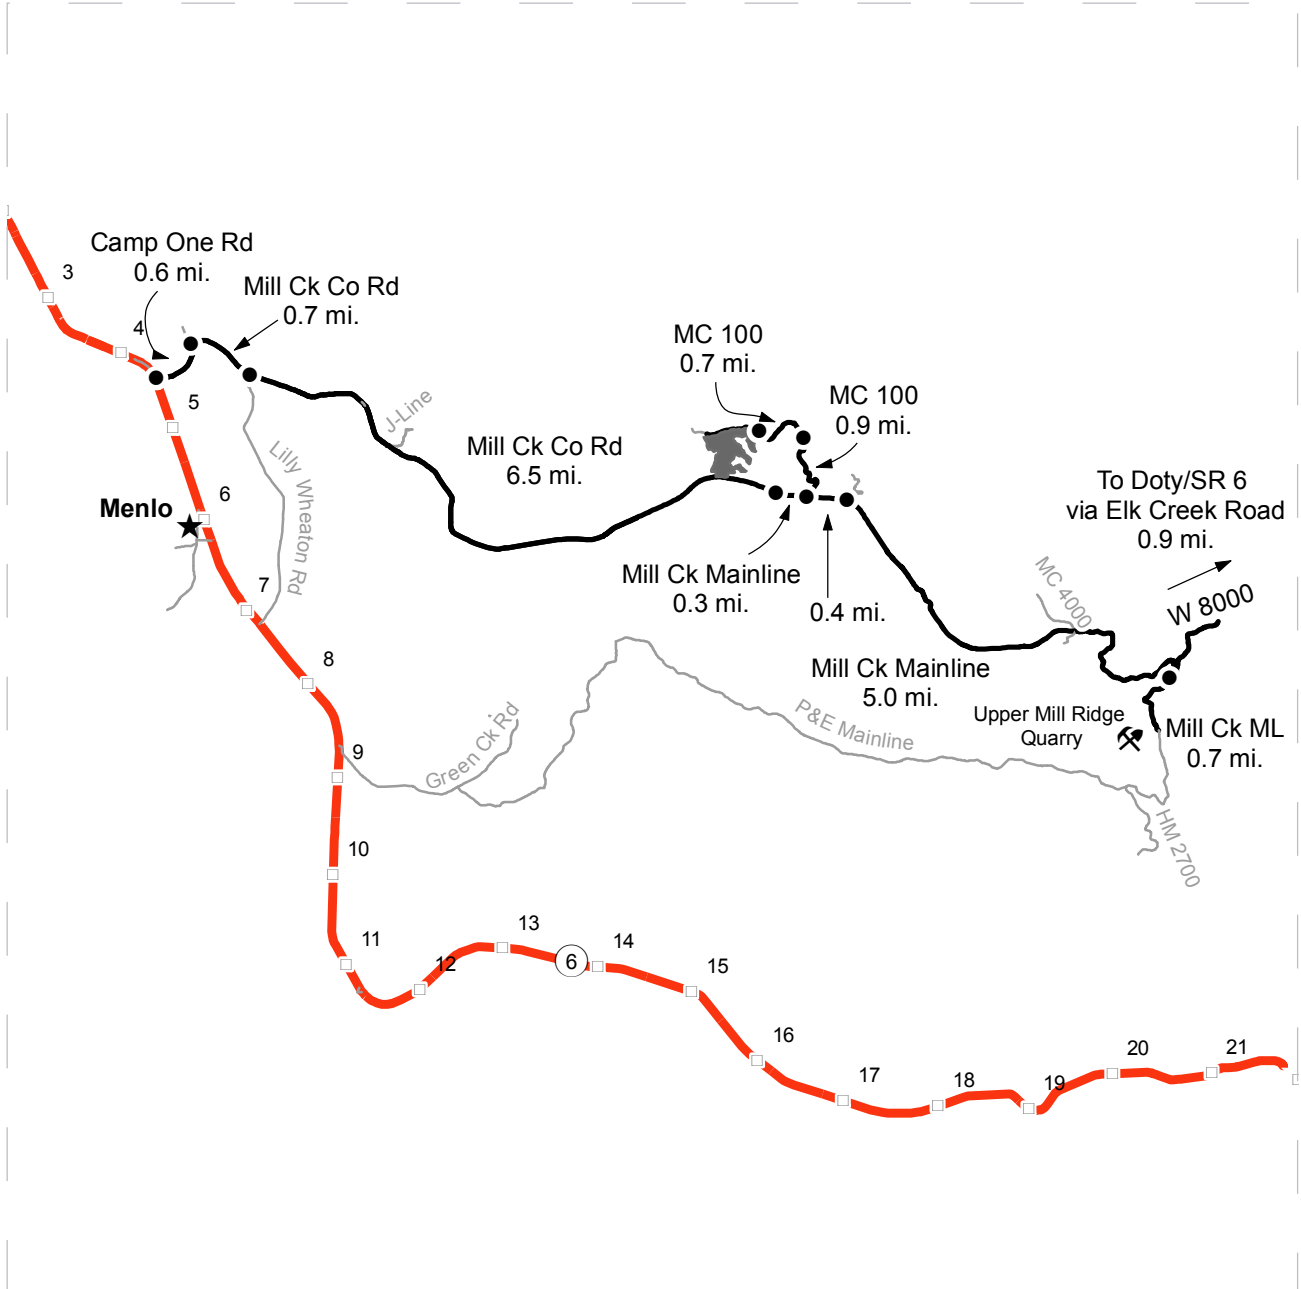 3
Camp One Rd
0.6 mi.
4
Mill Ck Co Rd
0.7 mi.
5
J-Line
Lilly Wheaton Rd
Mill Ck Co Rd
6.5 mi.
MC 100
0.7 mi.
MC 100
0.9 mi.
To Doty/SR 6
via Elk Creek Road
0.9 mi.
W 8000
6
Menlo
7
Mill Ck Mainline
0.3 mi.
0.4 mi.
MC 4000
8
Mill Ck Mainline
5.0 mi.
P&E Mainline
Upper Mill Ridge
Quarry
Mill Ck ML
0.7 mi.
9
Green Ck Rd
HM 2700
10
11
12
13
6
14
15
16
17
18
19
20
21